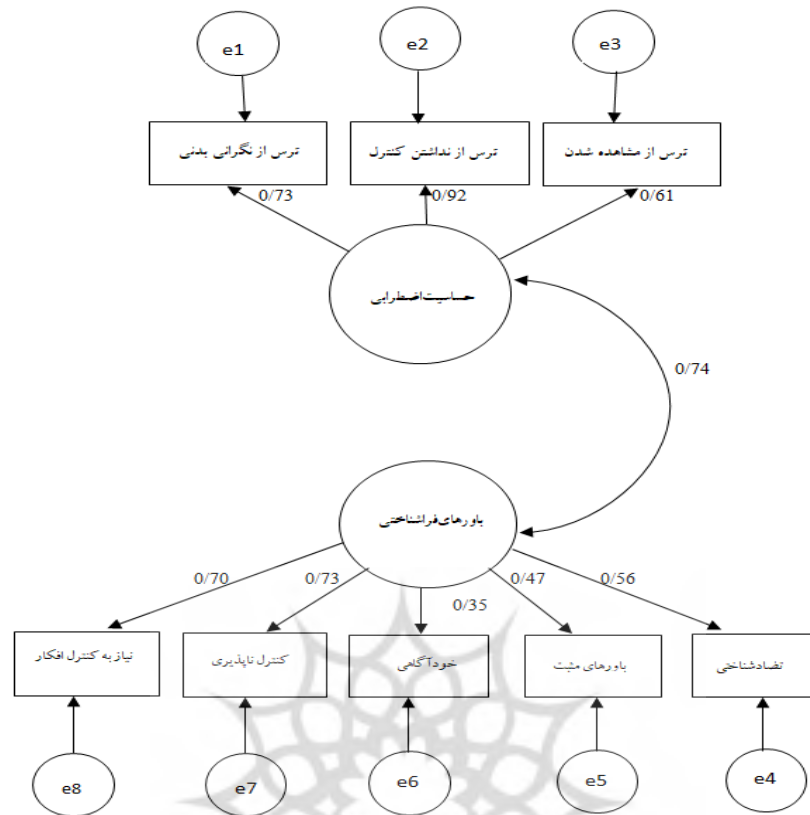 e1
e2
e3
ترس از نگرانی بدنی
ترس از نداشتن کنترل
ترس از مشاهده شدن
0/73
0/92
0/61
حساسیت اضطرابی
0/74
باورهای فراشناختی
0/70
0/73
0/35
0/47
0/56
نیاز به کنترل افکار
کنترل ناپذیری
خودآگاهی
باورهای مثبت
تضادشناختی
e8
e7
e6
e5
e4